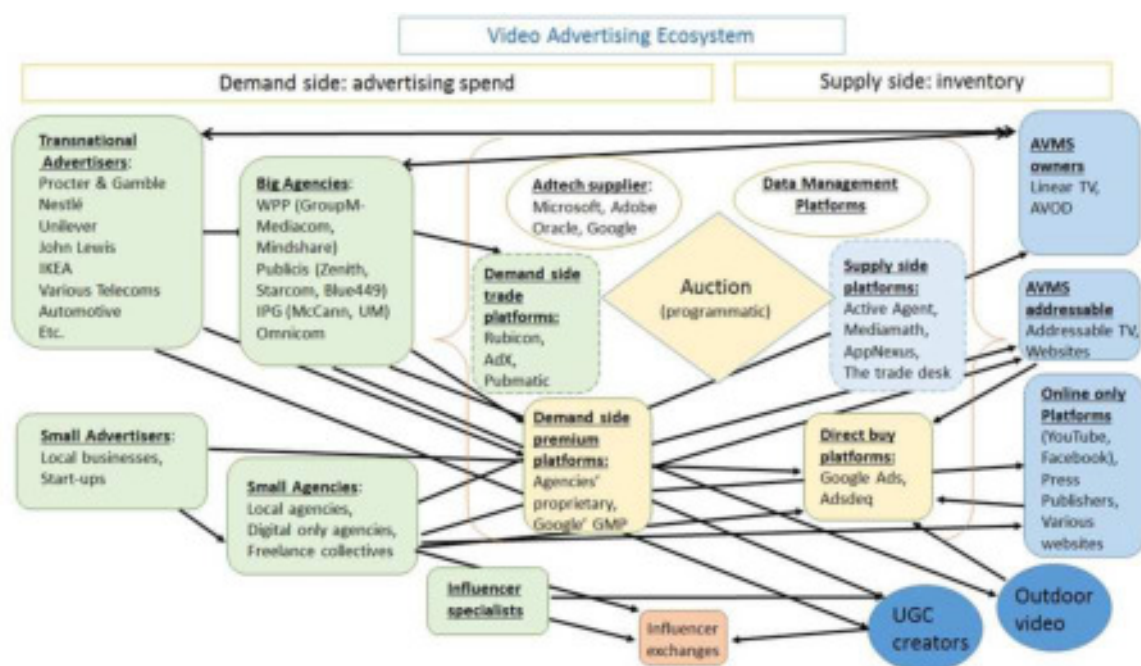 Video Advertising Ecosystem
Demand side: advertising spend
Supply side: inventory
Transnational
Advertisers:
Procter & Gamble
Nestlé
Unilever
John Lewis
IKEA
Various Telecoms
Automotive
Etc.
Big Agencies:
WPP (GroupM-
Mediacom,
Mindshare)
Publicis (Zenith,
Starcom, Blue449)
IPG (McCann, UM)
Omnicom
Adtech supplier:
Microsoft, Adobe
Oracle, Google
Data Management
Platforms
AVMS
owners
Linear TV,
AVOD
Demand side
trade
platforms:
Rubicon,
AdX,
Pubmatic
Auction
(programmatic)
Supply side
platforms:
Active Agent,
Mediamath,
AppNexus,
The trade desk
AVMS
addressable
Addressable TV,
Websites
Small Advertisers:
Local businesses,
Start-ups
Small Agencies:
Local agencies,
Digital only agencies,
Freelance collectives
Demand side
premium
platforms:
Agencies'
proprietary,
Google' GMP
Direct buy
platforms:
Google Ads,
Adsdeq
Online only
Platforms
(YouTube,
Facebook),
Press
Publishers,
Various
websites
Influencer
specialists
Influencer
exchanges
UGC
creators
Outdoor
video